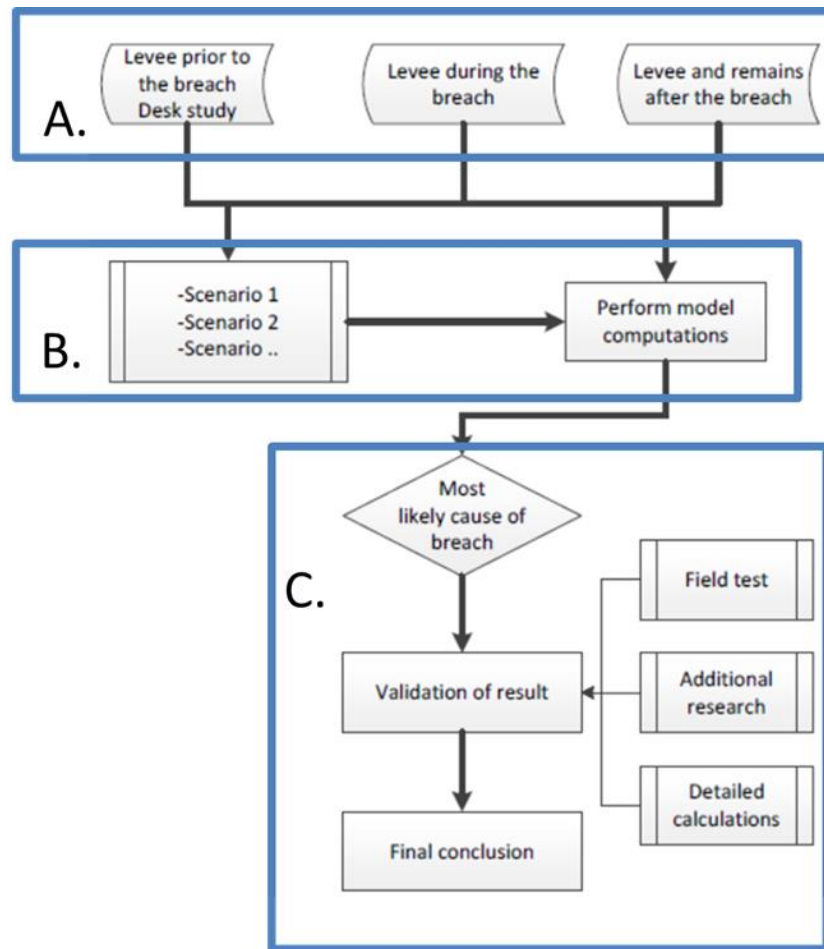 A.
Levee prior to
the breach
Desk study
Levee during the
breach
Levee and remains
after the breach
B.
-Scenario 1
-Scenario 2
-Scenario ..
Perform model
computations
C.
Most
likely cause of
breach
Field test
Validation of result
Additional
research
Detailed
calculations
Final conclusion